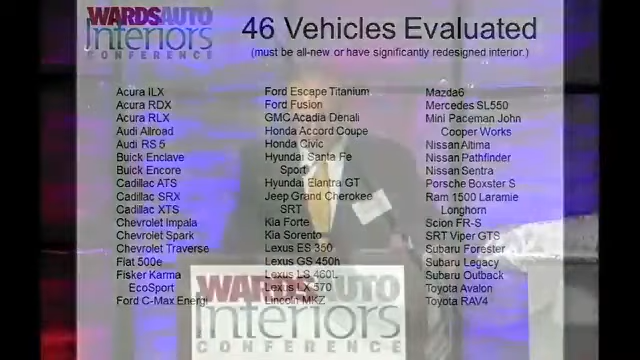 WARDSAUTO
Interiors
CONFERENCE
46 Vehicles Evaluated
(must be all-new or have significantly redesigned interior.)
Acura ILX
Acura RDX
Acura RLX
Audi Allroad
Audi RS 5
Buick Enclave
Buick Encore
Cadillac ATS
Cadillac SRX
Cadillac XTS
Chevrolet Impala
Chevrolet Spark
Chevrolet Traverse
Fiat 500e
Fisker Karma
EcoSport
Ford C-Max Energi
Ford Escape Titanium
Ford Fusion
GMC Acadia Denali
Honda Accord Coupe
Honda Civic
Hyundai Santa Fe
Sport
Hyundai Elantra GT
Jeep Grand Cherokee
SRT
Kia Forte
Kia Sorento
Lexus ES 350
Lexus GS 450h
Lexus LS 460L
Lexus LX 570
Lincoln MKZ
Mazda6
Mercedes SL550
Mini Paceman John
Cooper Works
Nissan Altima
Nissan Pathfinder
Nissan Sentra
Porsche Boxster S
Ram 1500 Laramie
Longhorn
Scion FR-S
SRT Viper GTS
Subaru Forester
Subaru Legacy
Subaru Outback
Toyota Avalon
Toyota RAV4
WARDSAUTO
Interiors
CONFERENCE